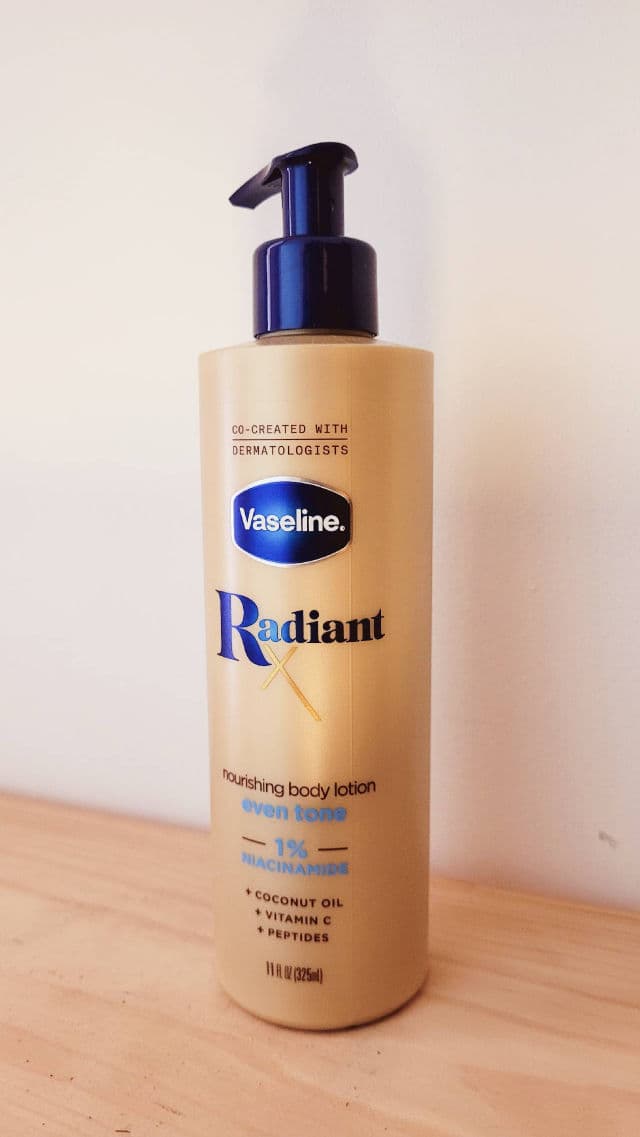 CO-CREATED WITH
DERMATOLOGISTS
Vaseline.
Radiant
X
nourishing body lotion
even tone
1%
NIACINAMIDE
+ COCONUT OIL
+ VITAMIN C
+ PEPTIDES
11 fl oz (325ml)